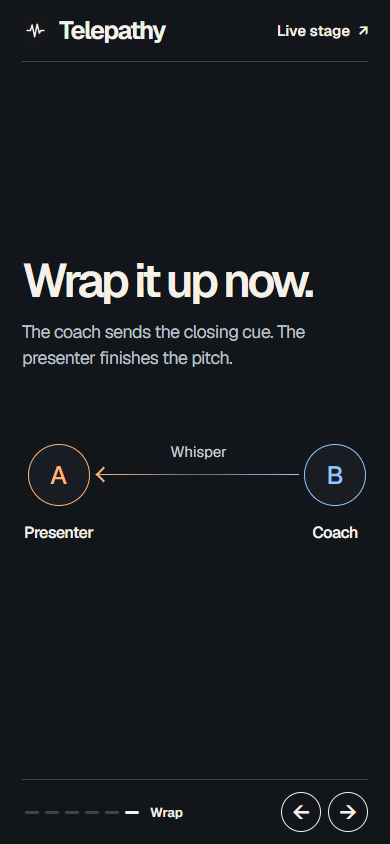 Telepathy
Live stage
Wrap it up now.
The coach sends the closing cue. The
presenter finishes the pitch.
Whisper
A
B
Presenter
Coach
Wrap